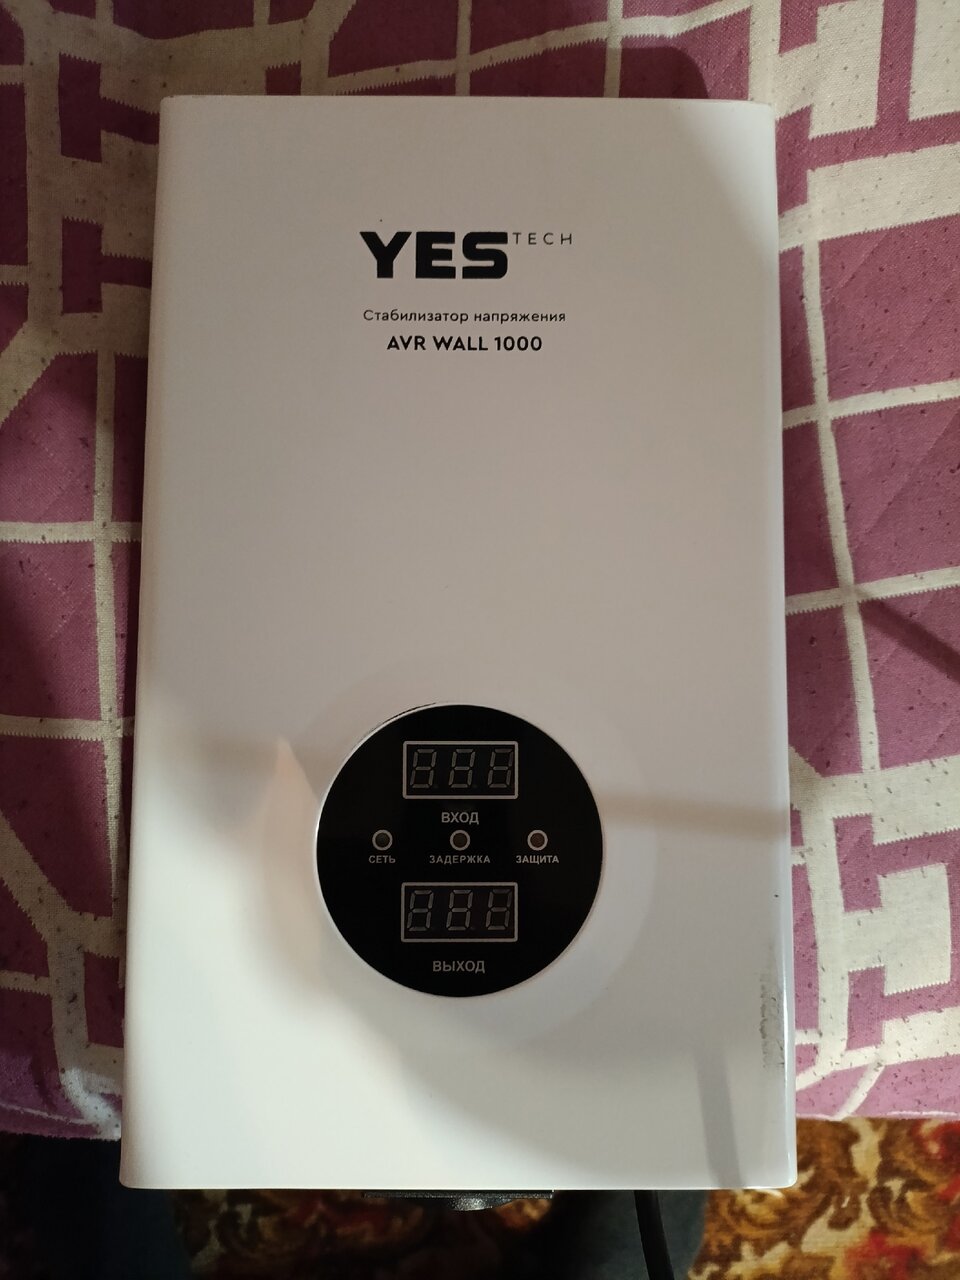 YES TECH
Стабилизатор напряжения
AVR WALL 1000
ВХОД
СЕТЬ ЗАДЕРЖКА ЗАЩИТА
ВЫХОД